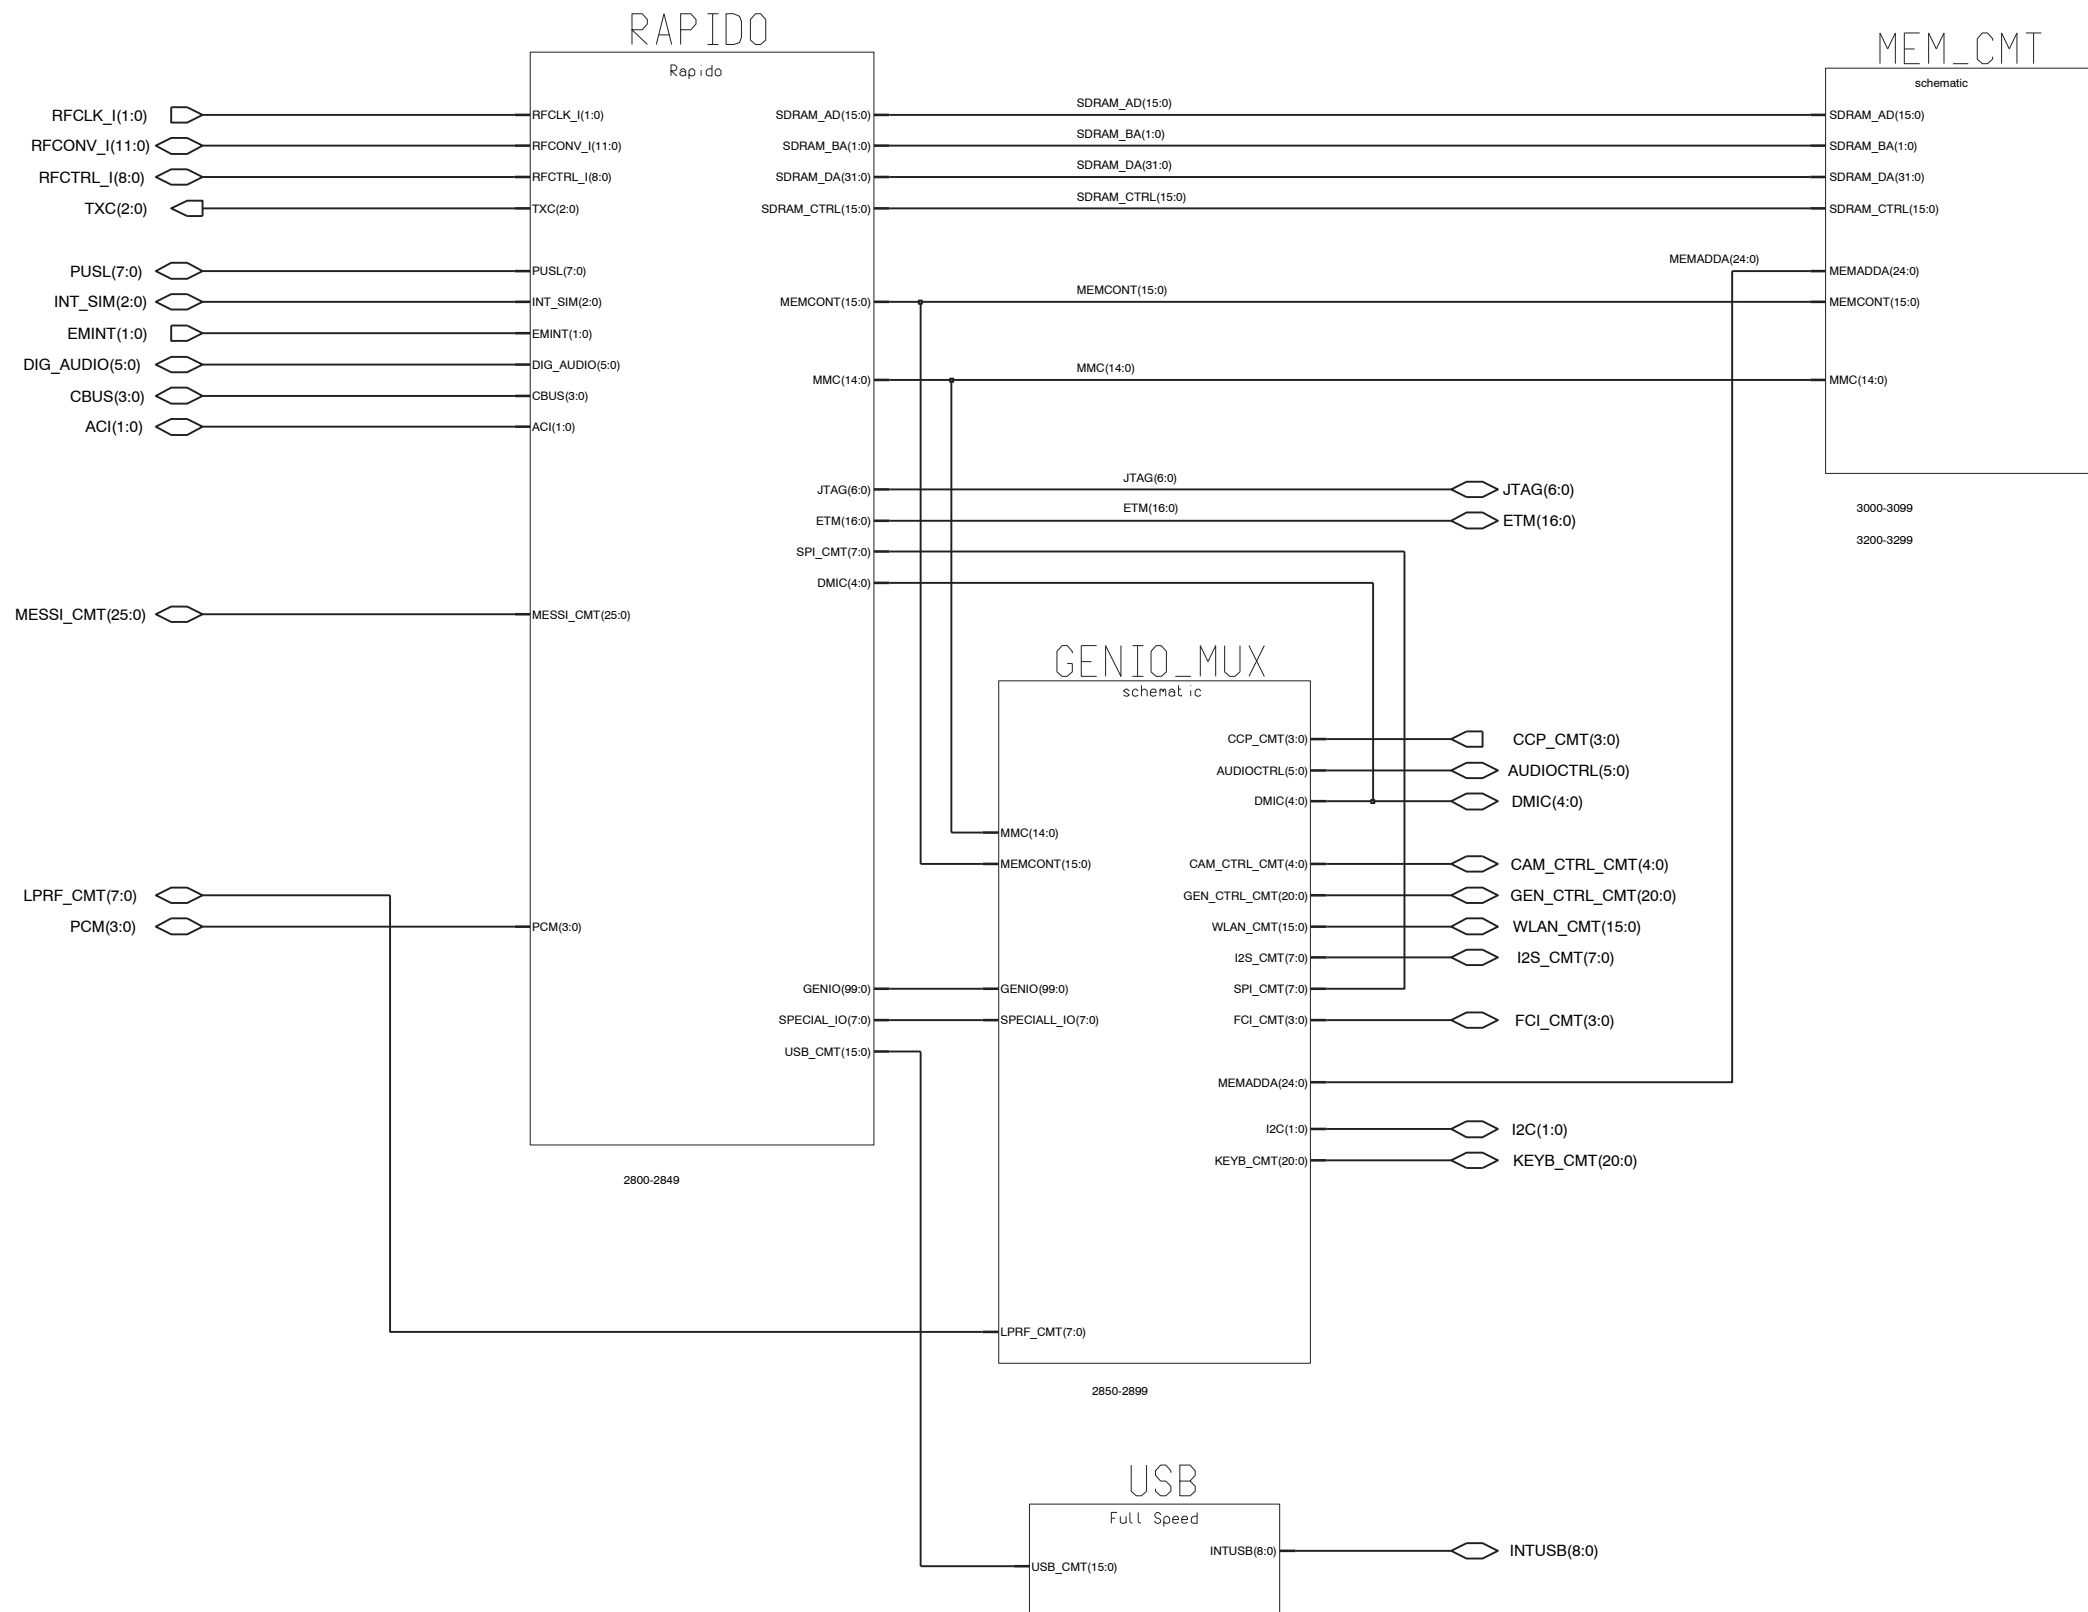 RAPIDO
Rapido
MEM_CMT
schematic
RFCLK_I(1:0)
RFCONV_I(11:0)
RFCTRL_I(8:0)
TXC(2:0)
PUSL(7:0)
INT_SIM(2:0)
EMINT(1:0)
DIG_AUDIO(5:0)
CBUS(3:0)
ACI(1:0)
MESSI_CMT(25:0)
LPRF_CMT(7:0)
PCM(3:0)
RFCLK_I(1:0)
RFCONV_I(11:0)
RFCTRL_I(8:0)
TXC(2:0)
PUSL(7:0)
INT_SIM(2:0)
EMINT(1:0)
DIG_AUDIO(5:0)
CBUS(3:0)
ACI(1:0)
MESSI_CMT(25:0)
PCM(3:0)
SDRAM_AD(15:0)
SDRAM_BA(1:0)
SDRAM_DA(31:0)
SDRAM_CTRL(15:0)
MEMCONT(15:0)
MMC(14:0)
JTAG(6:0)
ETM(16:0)
SPI_CMT(7:0)
DMIC(4:0)
GENIO(99:0)
SPECIAL_IO(7:0)
USB_CMT(15:0)
2800-2849
SDRAM_AD(15:0)
SDRAM_BA(1:0)
SDRAM_DA(31:0)
SDRAM_CTRL(15:0)
MEMADDA(24:0)
MEMCONT(15:0)
MMC(14:0)
JTAG(6:0)
ETM(16:0)
SDRAM_AD(15:0)
SDRAM_BA(1:0)
SDRAM_DA(31:0)
SDRAM_CTRL(15:0)
MEMADDA(24:0)
MEMCONT(15:0)
MMC(14:0)
3000-3099
3200-3299
JTAG(6:0)
ETM(16:0)
GENIO_MUX
schematic
MMC(14:0)
MEMCONT(15:0)
GENIO(99:0)
SPECIALL_IO(7:0)
LPRF_CMT(7:0)
CCP_CMT(3:0)
AUDIOCTRL(5:0)
DMIC(4:0)
CAM_CTRL_CMT(4:0)
GEN_CTRL_CMT(20:0)
WLAN_CMT(15:0)
I2S_CMT(7:0)
SPI_CMT(7:0)
FCI_CMT(3:0)
MEMADDA(24:0)
I2C(1:0)
KEYB_CMT(20:0)
CCP_CMT(3:0)
AUDIOCTRL(5:0)
DMIC(4:0)
CAM_CTRL_CMT(4:0)
GEN_CTRL_CMT(20:0)
WLAN_CMT(15:0)
I2S_CMT(7:0)
FCI_CMT(3:0)
I2C(1:0)
KEYB_CMT(20:0)
2850-2899
USB
Full Speed
INTUSB(8:0)
USB_CMT(15:0)
INTUSB(8:0)